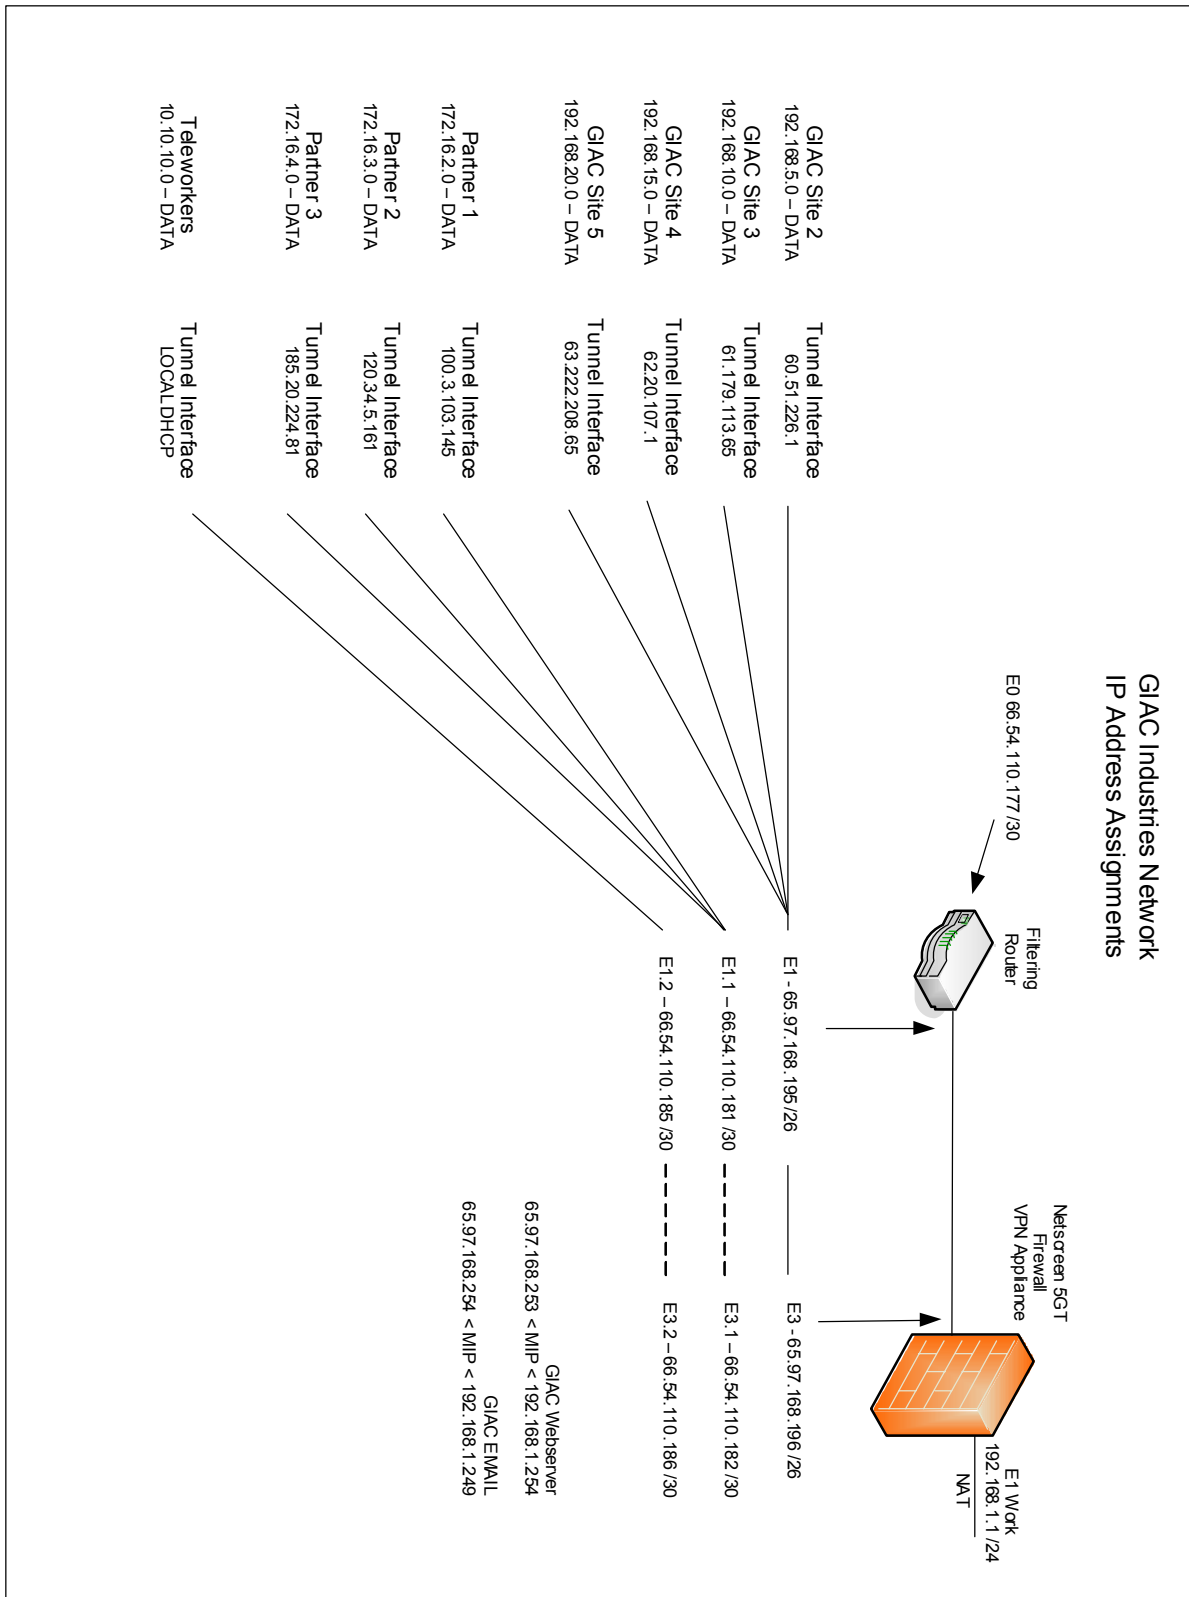 GIAC Industries Network
IP Address Assignments
E0 66.54.110.177 /30
Filtering
Router
Netscreen 5GT
Firewall
VPN Appliance
E1 Work
192.168.1.1 /24
NAT
GIAC Site 2
192.168.5.0 – DATA
Tunnel Interface
60.51.226.1
E1 - 65.97.168.195 /26
E3 - 65.97.168.196 /26
GIAC Site 3
192.168.10.0 – DATA
Tunnel Interface
61.179.113.65
E1.1 – 66.54.110.181 /30
E3.1 – 66.54.110.182 /30
GIAC Site 4
192.168.15.0 – DATA
Tunnel Interface
62.20.107.1
E1.2 – 66.54.110.185 /30
E3.2 – 66.54.110.186 /30
GIAC Site 5
192.168.20.0 – DATA
Tunnel Interface
63.222.208.65
GIAC Webserver
65.97.168.253 < MIP < 192.168.1.254
Partner 1
172.16.2.0 – DATA
Tunnel Interface
100.3.103.145
GIAC EMAIL
65.97.168.254 < MIP < 192.168.1.249
Partner 2
172.16.3.0 – DATA
Tunnel Interface
120.34.5.161
Partner 3
172.16.4.0 – DATA
Tunnel Interface
185.20.224.81
Teleworkers
10.10.10.0 – DATA
Tunnel Interface
LOCAL DHCP